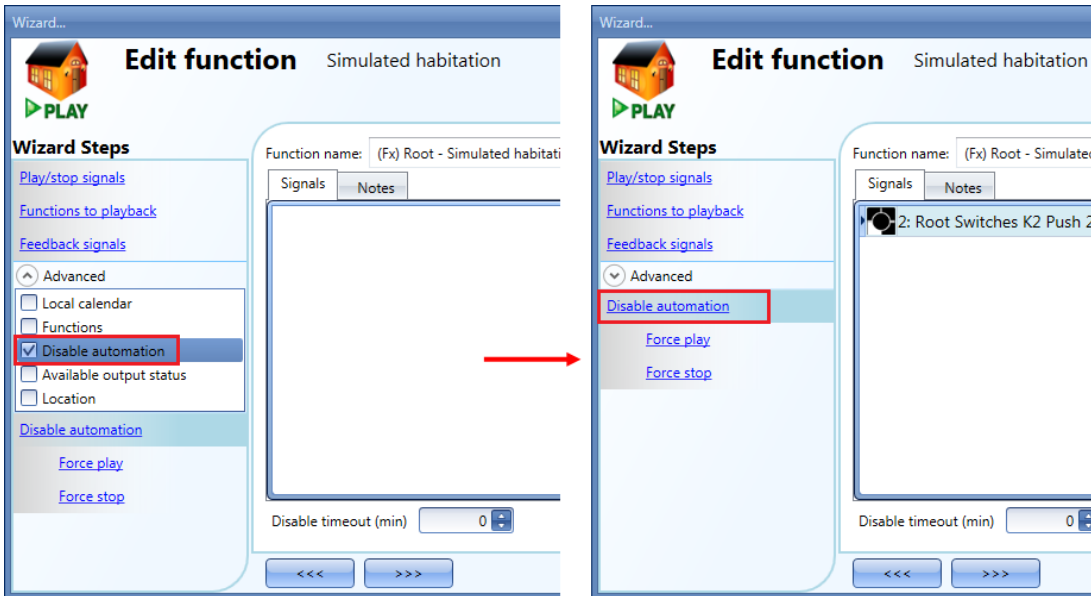 Wizard...
Edit function Simulated habitation
PLAY
Wizard Steps
Play/stop signals
Functions to playback
Feedback signals
Advanced
Local calendar
Functions
Disable automation
Available output status
Location
Disable automation
Force play
Force stop
Function name: (Fx) Root - Simulated habitati
Signals Notes
Disable timeout (min) 0
<<< >>>
Wizard...
Edit function Simulated habitation
PLAY
Wizard Steps
Play/stop signals
Functions to playback
Feedback signals
Advanced
Disable automation
Force play
Force stop
Function name: (Fx) Root - Simulated
Signals Notes
2: Root Switches K2 Push 2
Disable timeout (min) 0
<<< >>>